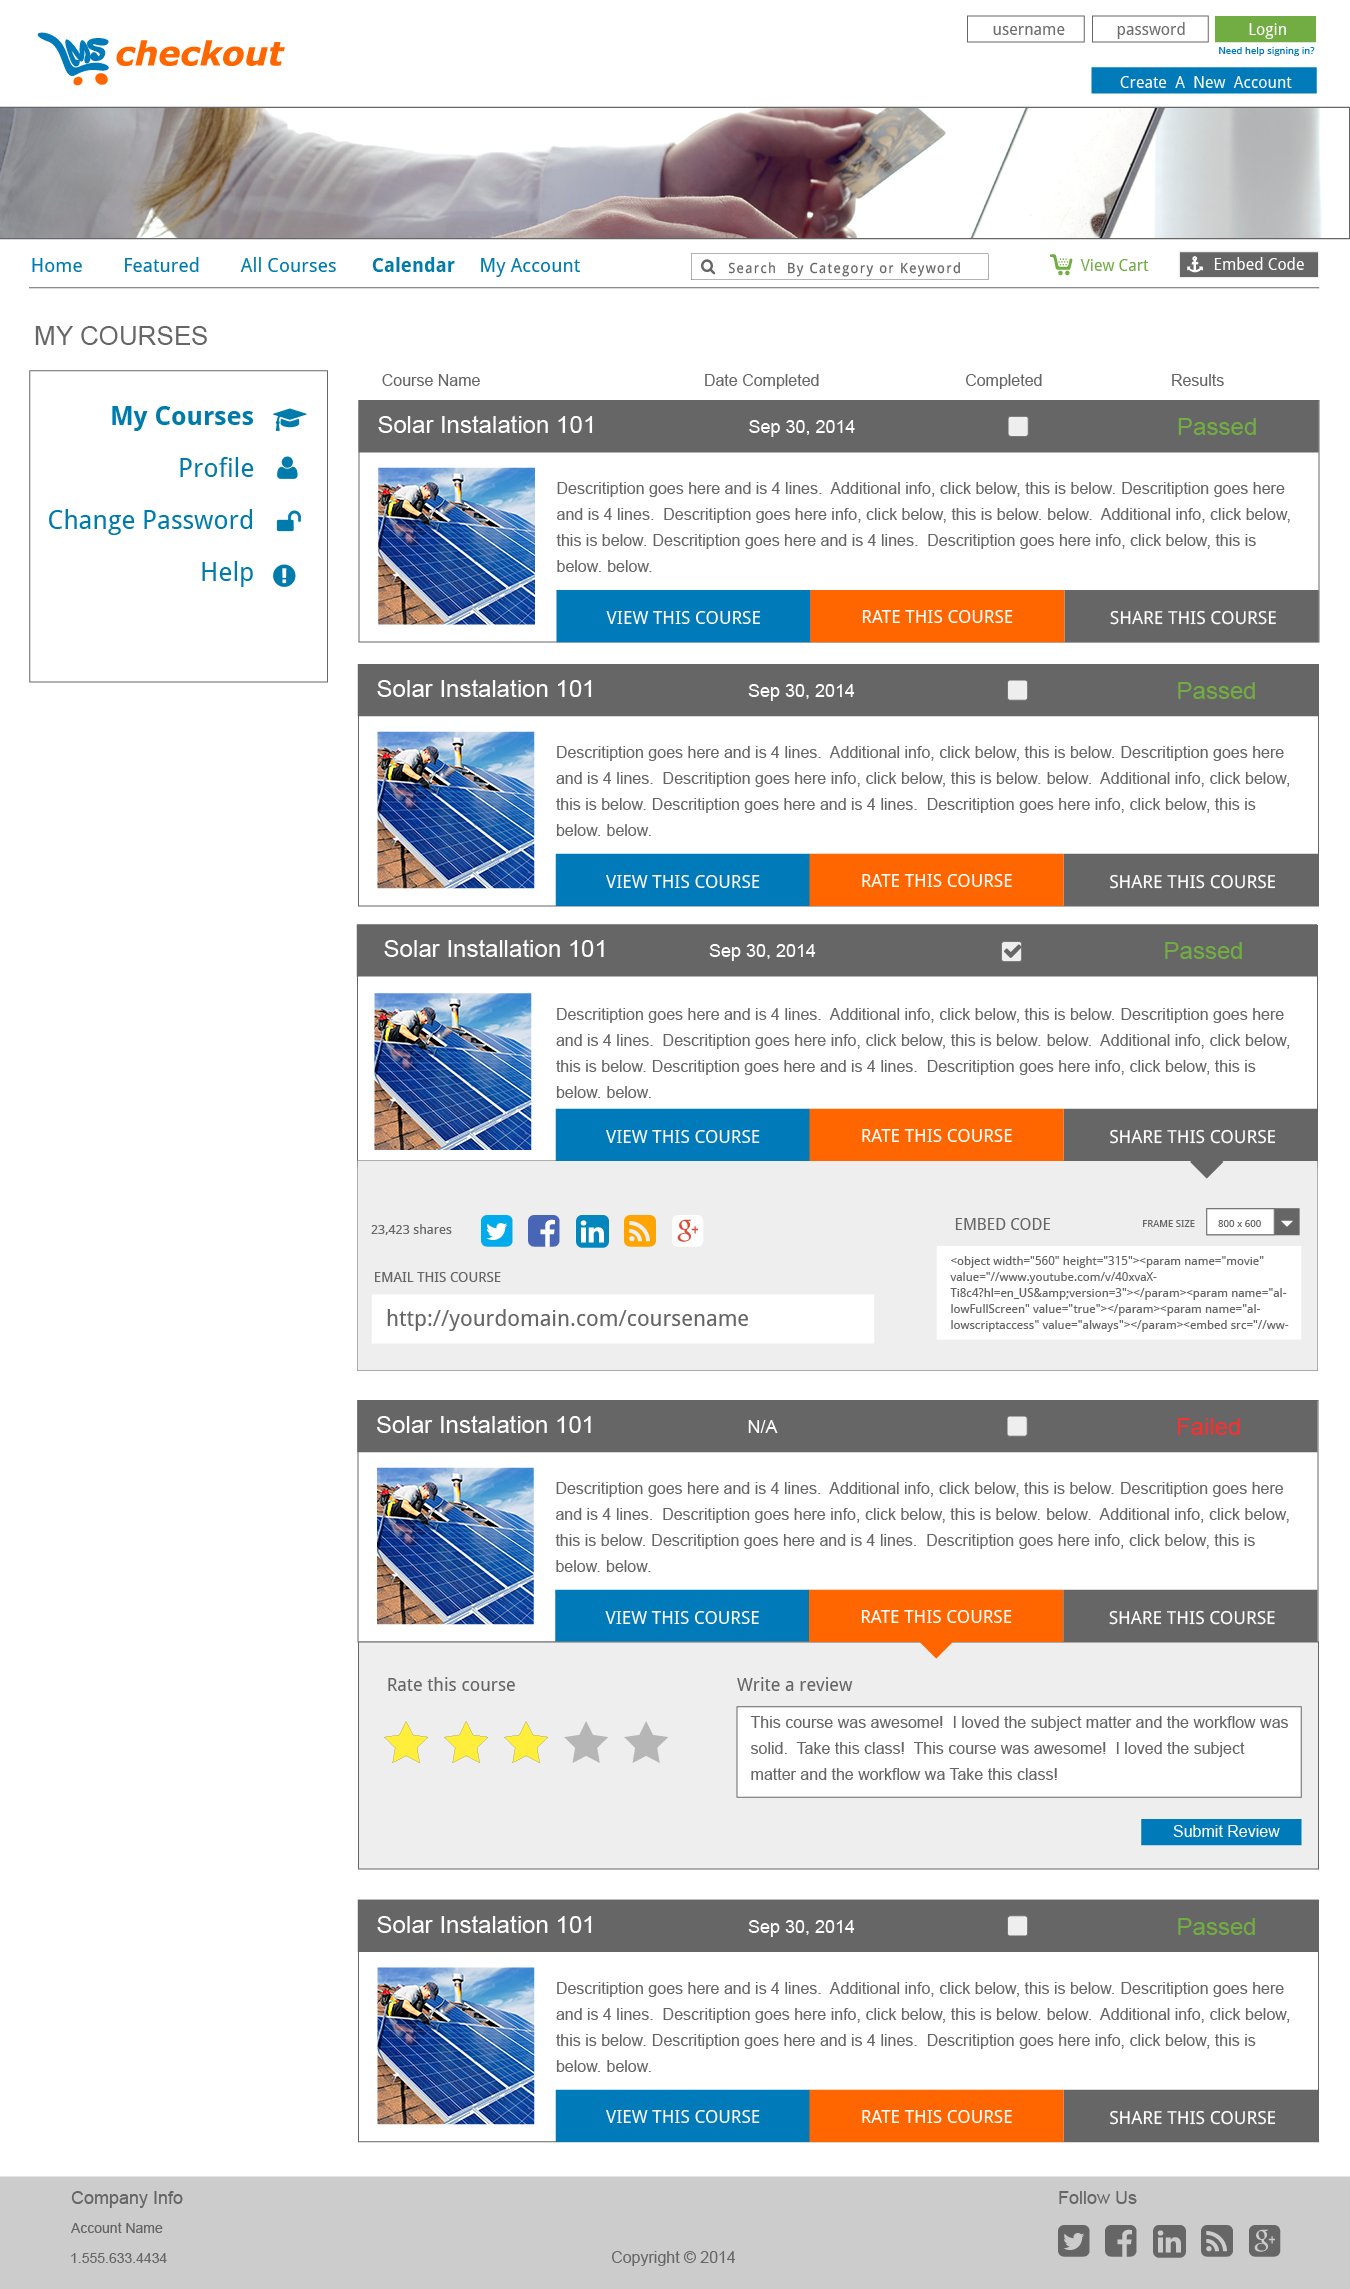 LMS checkout
username password Login
Need help signing in?
Create A New Account
Home Featured All Courses Calendar My Account Search By Category or Keyword View Cart Embed Code
MY COURSES
My Courses
Profile
Change Password
Help
Course Name Date Completed Completed Results
Solar Instalation 101 Sep 30, 2014 Passed
Descritiption goes here and is 4 lines. Additional info, click below, this is below. Descritiption goes here
and is 4 lines. Descritiption goes here info, click below, this is below. below. Additional info, click below,
this is below. Descritiption goes here and is 4 lines. Descritiption goes here info, click below, this is
below. below.
VIEW THIS COURSE RATE THIS COURSE SHARE THIS COURSE
Solar Instalation 101 Sep 30, 2014 Passed
Descritiption goes here and is 4 lines. Additional info, click below, this is below. Descritiption goes here
and is 4 lines. Descritiption goes here info, click below, this is below. below. Additional info, click below,
this is below. Descritiption goes here and is 4 lines. Descritiption goes here info, click below, this is
below. below.
VIEW THIS COURSE RATE THIS COURSE SHARE THIS COURSE
Solar Installation 101 Sep 30, 2014 Passed
Descritiption goes here and is 4 lines. Additional info, click below, this is below. Descritiption goes here
and is 4 lines. Descritiption goes here info, click below, this is below. below. Additional info, click below,
this is below. Descritiption goes here and is 4 lines. Descritiption goes here info, click below, this is
below. below.
VIEW THIS COURSE RATE THIS COURSE SHARE THIS COURSE
23,423 shares
EMAIL THIS COURSE
http://yourdomain.com/coursename
EMBED CODE FRAME SIZE 800 x 600
<object width="560" height="315"><param name="movie"
value="//www.youtube.com/v/40xvaX-
Ti8c4?hl=en_US&amp;version=3"></param><param name="al-
lowFullScreen" value="true"></param><param name="al-
lowscriptaccess" value="always"></param><embed src="//ww-
Solar Instalation 101 N/A Failed
Descritiption goes here and is 4 lines. Additional info, click below, this is below. Descritiption goes here
and is 4 lines. Descritiption goes here info, click below, this is below. below. Additional info, click below,
this is below. Descritiption goes here and is 4 lines. Descritiption goes here info, click below, this is
below. below.
VIEW THIS COURSE RATE THIS COURSE SHARE THIS COURSE
Rate this course
Write a review
This course was awesome! I loved the subject matter and the workflow was
solid. Take this class! This course was awesome! I loved the subject
matter and the workflow wa Take this class!
Submit Review
Solar Instalation 101 Sep 30, 2014 Passed
Descritiption goes here and is 4 lines. Additional info, click below, this is below. Descritiption goes here
and is 4 lines. Descritiption goes here info, click below, this is below. below. Additional info, click below,
this is below. Descritiption goes here and is 4 lines. Descritiption goes here info, click below, this is
below. below.
VIEW THIS COURSE RATE THIS COURSE SHARE THIS COURSE
Company Info
Account Name
1.555.633.4434
Copyright © 2014
Follow Us